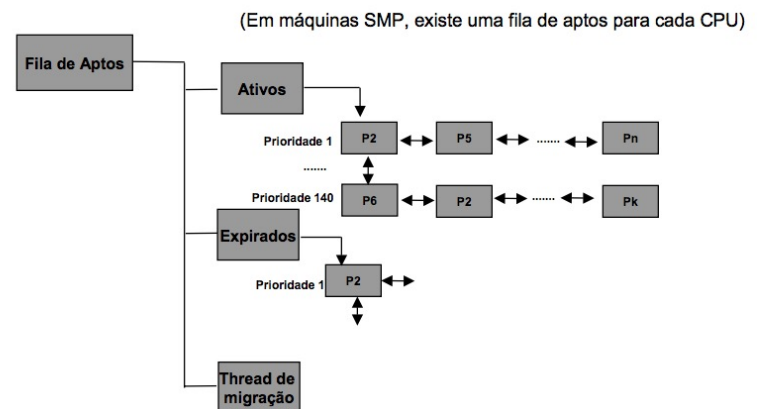 (Em máquinas SMP, existe uma fila de aptos para cada CPU)
Fila de Aptos
Ativos
Prioridade 1
P2
P5
.......
Pn
.......
Prioridade 140
P6
P2
.......
Pk
Expirados
Prioridade 1
P2
Thread de
migração